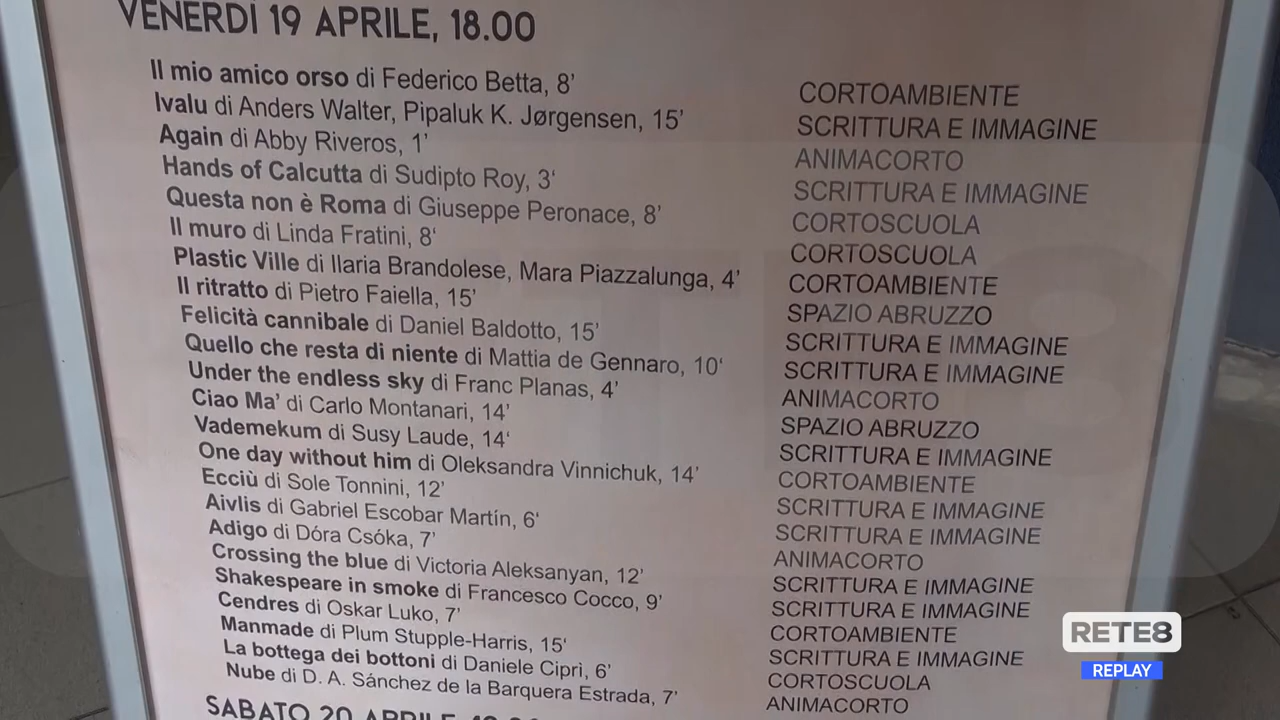 VENERDÌ 19 APRILE, 18.00
Il mio amico orso di Federico Betta, 8’ CORTOAMBIENTE
Ivalu di Anders Walter, Pipaluk K. Jørgensen, 15’ SCRITTURA E IMMAGINE
Again di Abby Riveros, 1’ ANIMACORTO
Hands of Calcutta di Sudipto Roy, 3‘ SCRITTURA E IMMAGINE
Questa non è Roma di Giuseppe Peronace, 8’ CORTOSCUOLA
Il muro di Linda Fratini, 8‘ CORTOSCUOLA
Plastic Ville di Ilaria Brandolese, Mara Piazzalunga, 4’ CORTOAMBIENTE
Il ritratto di Pietro Faiella, 15’ SPAZIO ABRUZZO
Felicità cannibale di Daniel Baldotto, 15’ SCRITTURA E IMMAGINE
Quello che resta di niente di Mattia de Gennaro, 10‘ SCRITTURA E IMMAGINE
Under the endless sky di Franc Planas, 4’ ANIMACORTO
Ciao Ma’ di Carlo Montanari, 14’ SPAZIO ABRUZZO
Vademekum di Susy Laude, 14‘ SCRITTURA E IMMAGINE
One day without him di Oleksandra Vinnichuk, 14’ CORTOAMBIENTE
Ecciù di Sole Tonnini, 12’ SCRITTURA E IMMAGINE
Aivlis di Gabriel Escobar Martín, 6‘ SCRITTURA E IMMAGINE
Adigo di Dóra Csóka, 7’ ANIMACORTO
Crossing the blue di Victoria Aleksanyan, 12’ SCRITTURA E IMMAGINE
Shakespeare in smoke di Francesco Cocco, 9’ SCRITTURA E IMMAGINE
Cendres di Oskar Luko, 7’ CORTOAMBIENTE
Manmade di Plum Stupple-Harris, 15‘ SCRITTURA E IMMAGINE
La bottega dei bottoni di Daniele Cipri, 6’ CORTOSCUOLA
Nube di D. A. Sánchez de la Barquera Estrada, 7’ ANIMACORTO
SABATO 20 APRILE
RETE8
REPLAY